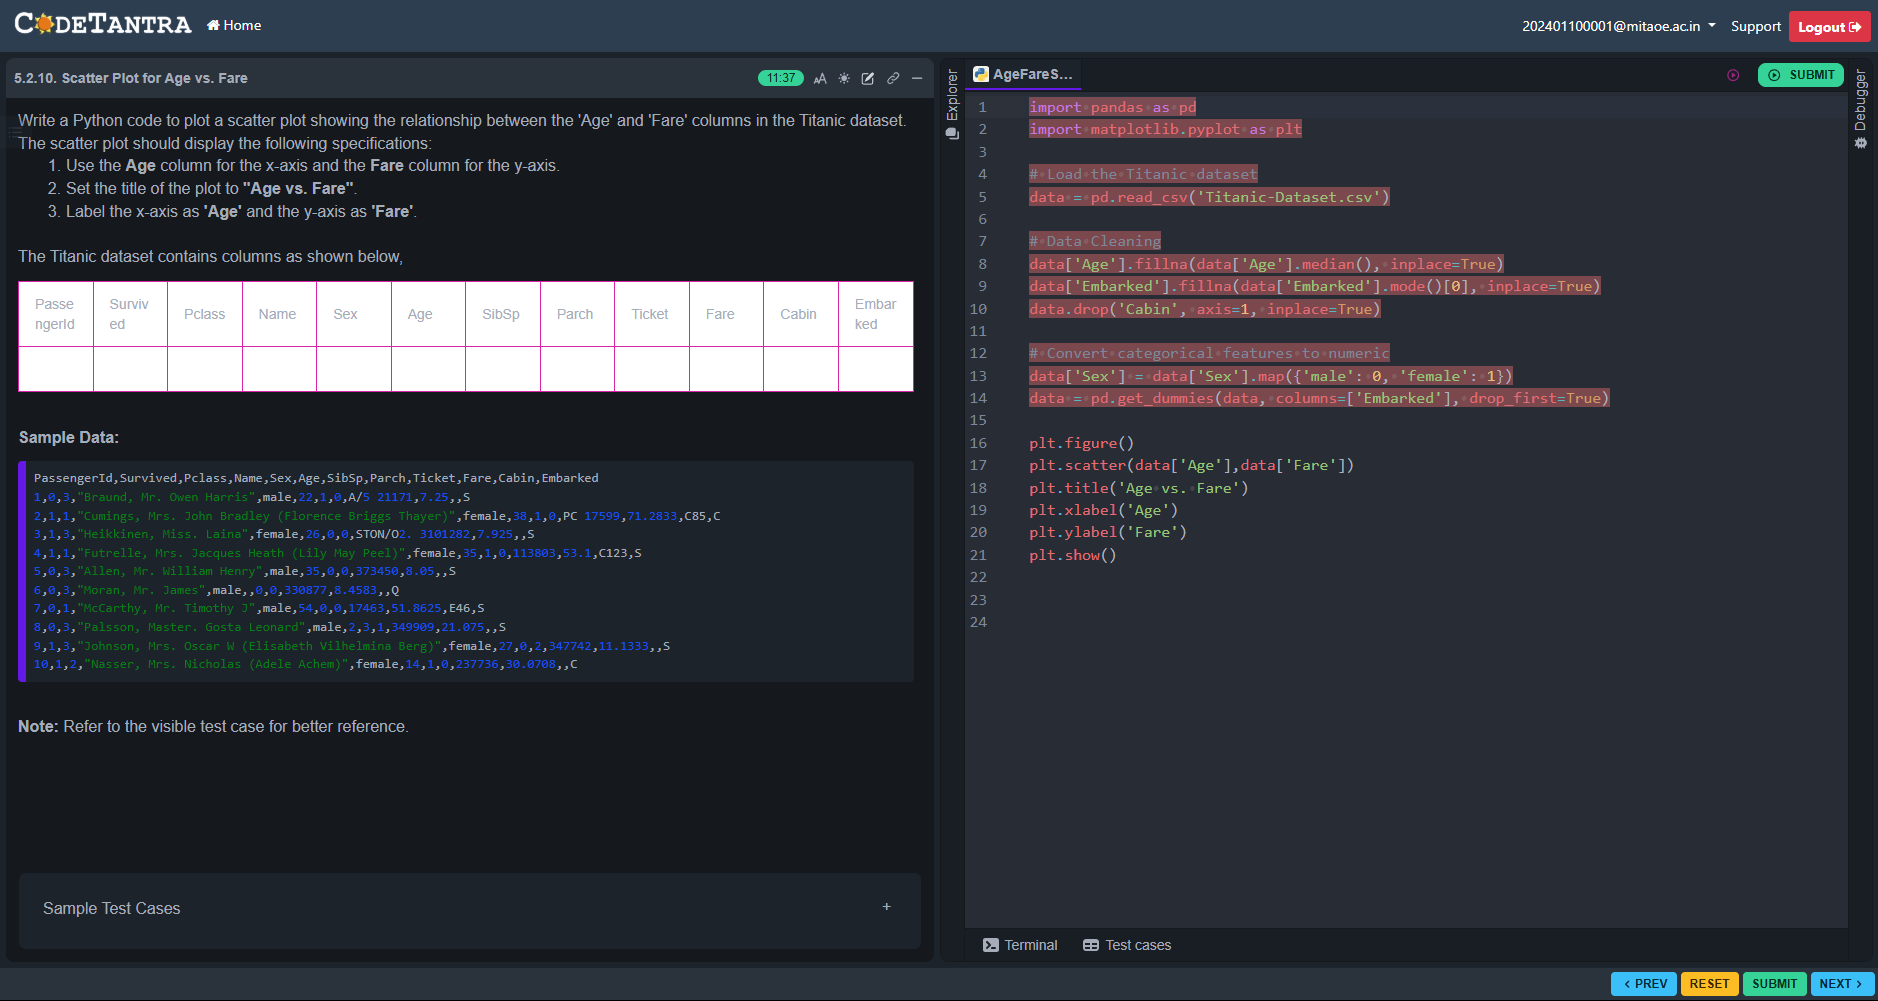 CODETANTRA Home 202401100001@mitaoe.ac.in Support Logout
5.2.10. Scatter Plot for Age vs. Fare 11:37
Write a Python code to plot a scatter plot showing the relationship between the 'Age' and 'Fare' columns in the Titanic dataset.
The scatter plot should display the following specifications:
1. Use the Age column for the x-axis and the Fare column for the y-axis.
2. Set the title of the plot to "Age vs. Fare".
3. Label the x-axis as 'Age' and the y-axis as 'Fare'.
The Titanic dataset contains columns as shown below,
Passe Surviv Pclass Name Sex Age SibSp Parch Ticket Fare Cabin Embar
ngerId ed ked
Sample Data:
PassengerId,Survived,Pclass,Name,Sex,Age,SibSp,Parch,Ticket,Fare,Cabin,Embarked
1,0,3,"Braund, Mr. Owen Harris",male,22,1,0,A/5 21171,7.25,,S
2,1,1,"Cumings, Mrs. John Bradley (Florence Briggs Thayer)",female,38,1,0,PC 17599,71.2833,C85,C
3,1,3,"Heikkinen, Miss. Laina",female,26,0,0,STON/O2. 3101282,7.925,,S
4,1,1,"Futrelle, Mrs. Jacques Heath (Lily May Peel)",female,35,1,0,113803,53.1,C123,S
5,0,3,"Allen, Mr. William Henry",male,35,0,0,373450,8.05,,S
6,0,3,"Moran, Mr. James",male,,0,0,330877,8.4583,,Q
7,0,1,"McCarthy, Mr. Timothy J",male,54,0,0,17463,51.8625,E46,S
8,0,3,"Palsson, Master. Gosta Leonard",male,2,3,1,349909,21.075,,S
9,1,3,"Johnson, Mrs. Oscar W (Elisabeth Vilhelmina Berg)",female,27,0,2,347742,11.1333,,S
10,1,2,"Nasser, Mrs. Nicholas (Adele Achem)",female,14,1,0,237736,30.0708,,C
Note: Refer to the visible test case for better reference.
Sample Test Cases +
Explorer
AgeFareS... SUBMIT
Debugger
1 import pandas as pd
2 import matplotlib.pyplot as plt
3
4 # Load the Titanic dataset
5 data = pd.read_csv('Titanic-Dataset.csv')
6
7 # Data Cleaning
8 data['Age'].fillna(data['Age'].median(), inplace=True)
9 data['Embarked'].fillna(data['Embarked'].mode()[0], inplace=True)
10 data.drop('Cabin', axis=1, inplace=True)
11
12 # Convert categorical features to numeric
13 data['Sex'] = data['Sex'].map({'male': 0, 'female': 1})
14 data = pd.get_dummies(data, columns=['Embarked'], drop_first=True)
15
16 plt.figure()
17 plt.scatter(data['Age'],data['Fare'])
18 plt.title('Age vs. Fare')
19 plt.xlabel('Age')
20 plt.ylabel('Fare')
21 plt.show()
22
23
24
Terminal Test cases
PREV RESET SUBMIT NEXT